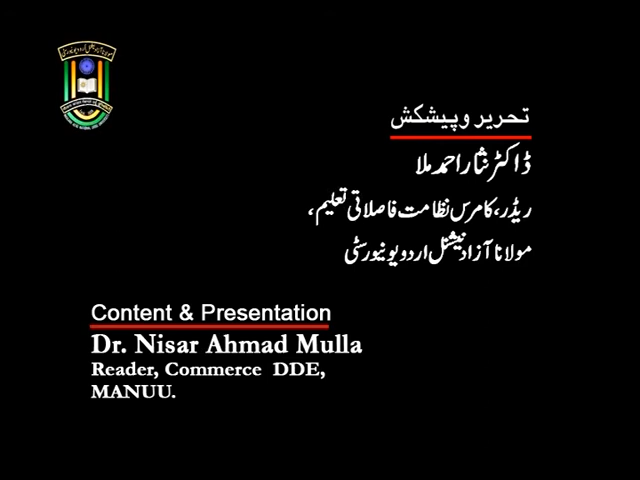 تحریر و پیشکش
ڈاکٹر نثار احمد ملا
ریڈر، کامرس نظامت فاصلاتی تعلیم،
مولانا آزاد نیشنل اردو یونیورسٹی
Content & Presentation
Dr. Nisar Ahmad Mulla
Reader, Commerce DDE,
MANUU.